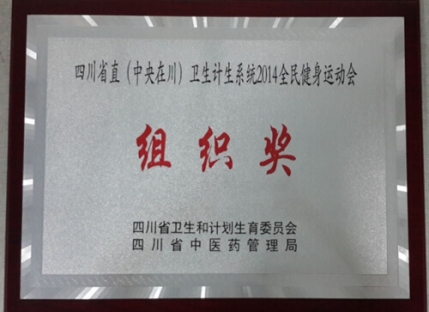 四川省直（中央在川）卫生计生系统2014全民健身运动会
组织奖
四川省卫生和计划生育委员会
四川省中医药管理局